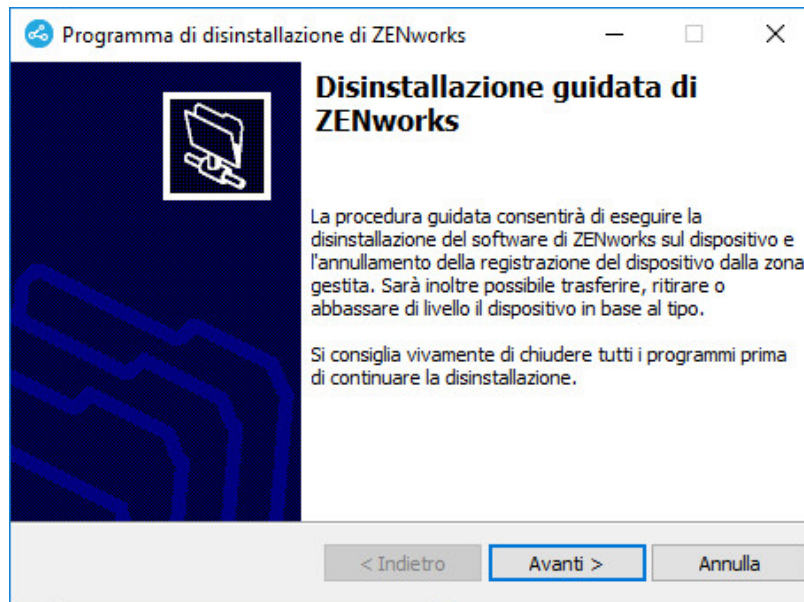 Programma di disinstallazione di ZENworks
Disinstallazione guidata di
ZENworks
La procedura guidata consentirà di eseguire la
disinstallazione del software di ZENworks sul dispositivo e
l'annullamento della registrazione del dispositivo dalla zona
gestita. Sarà inoltre possibile trasferire, ritirare o
abbassare di livello il dispositivo in base al tipo.
Si consiglia vivamente di chiudere tutti i programmi prima
di continuare la disinstallazione.
< Indietro
Avanti >
Annulla